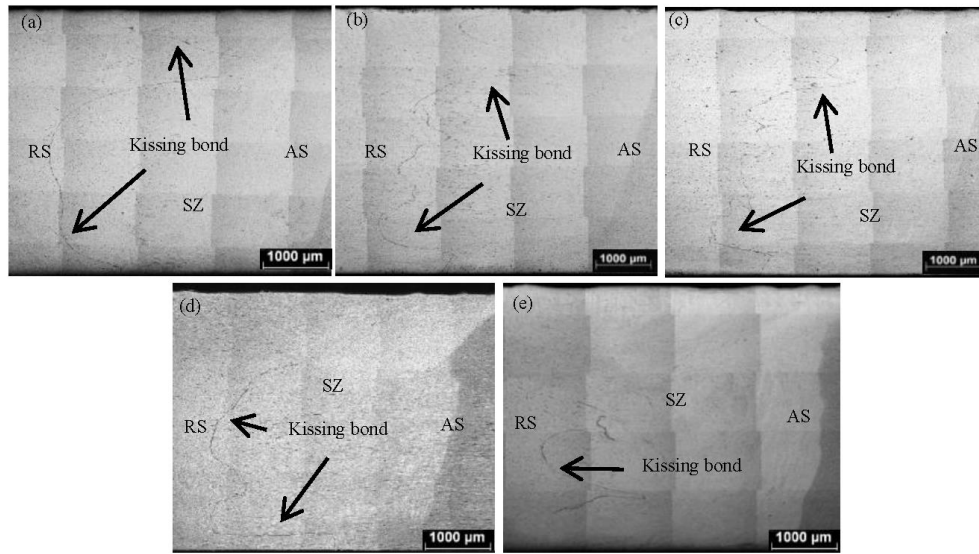 (a)
Kissing bond
RS
AS
SZ
1000 µm
(b)
Kissing bond
RS
AS
SZ
1000 µm
(c)
Kissing bond
RS
AS
SZ
1000 µm
(d)
SZ
RS
Kissing bond
AS
1000 µm
(e)
SZ
RS
AS
Kissing bond
1000 µm